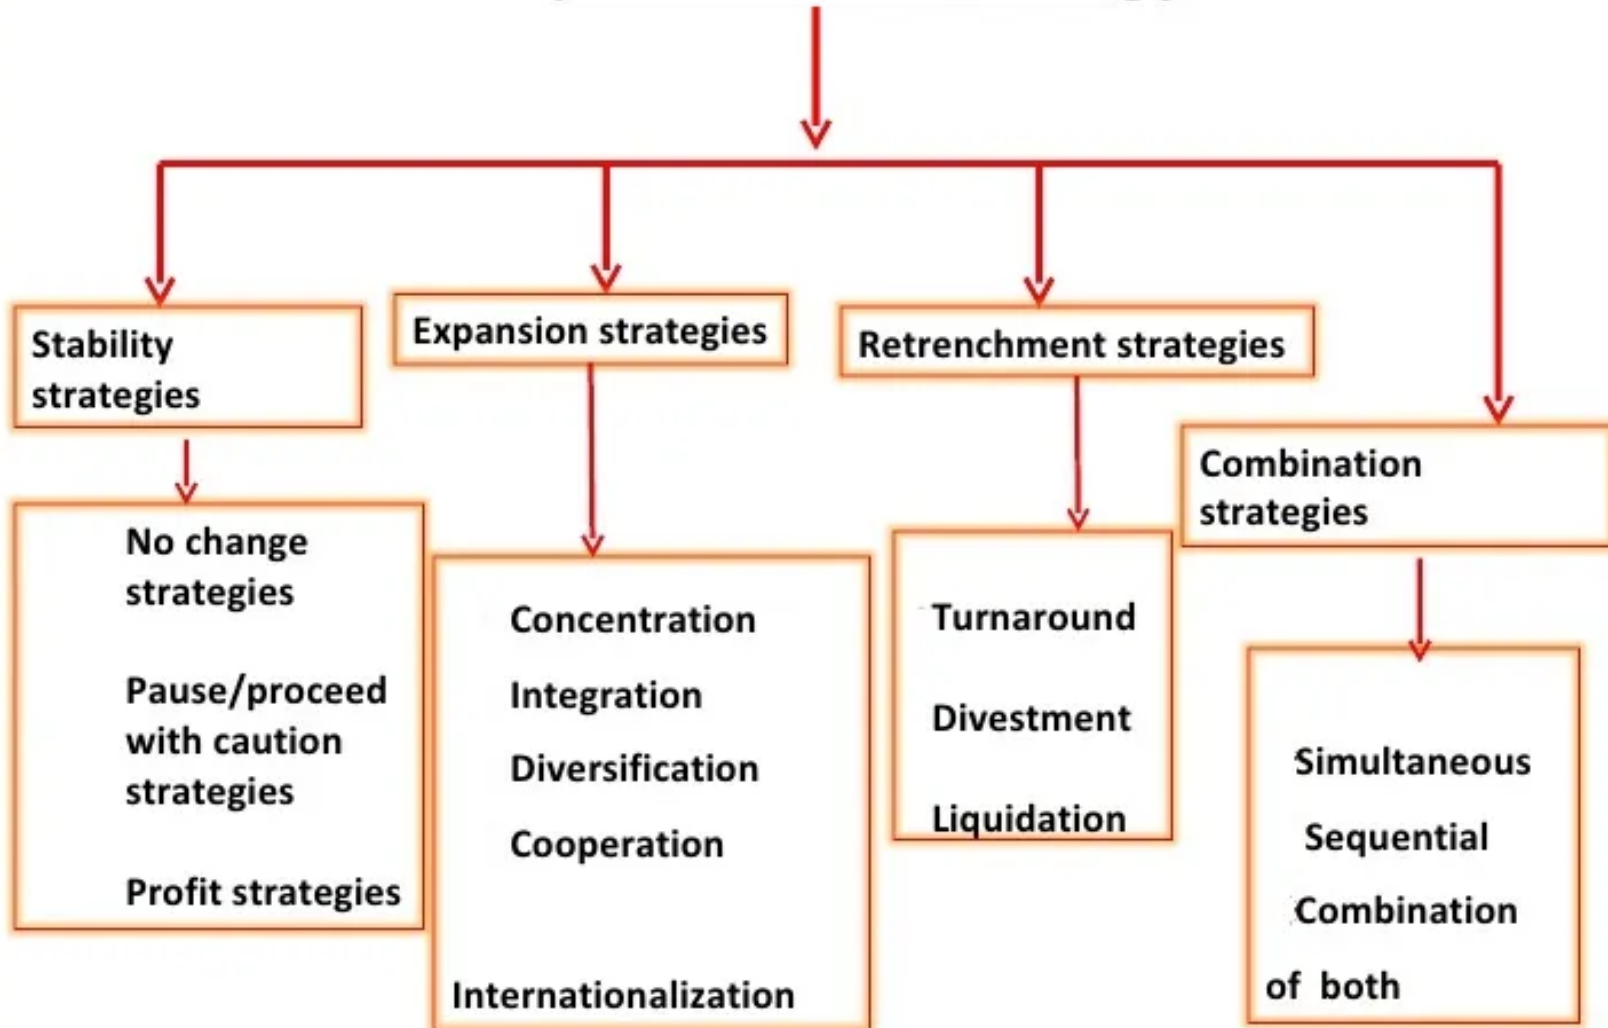 Stability
strategies
Expansion strategies
Retrenchment strategies
Combination
strategies
No change
strategies
Pause/proceed
with caution
strategies
Profit strategies
Concentration
Integration
Diversification
Cooperation
Internationalization
Turnaround
Divestment
Liquidation
Simultaneous
Sequential
Combination
of both